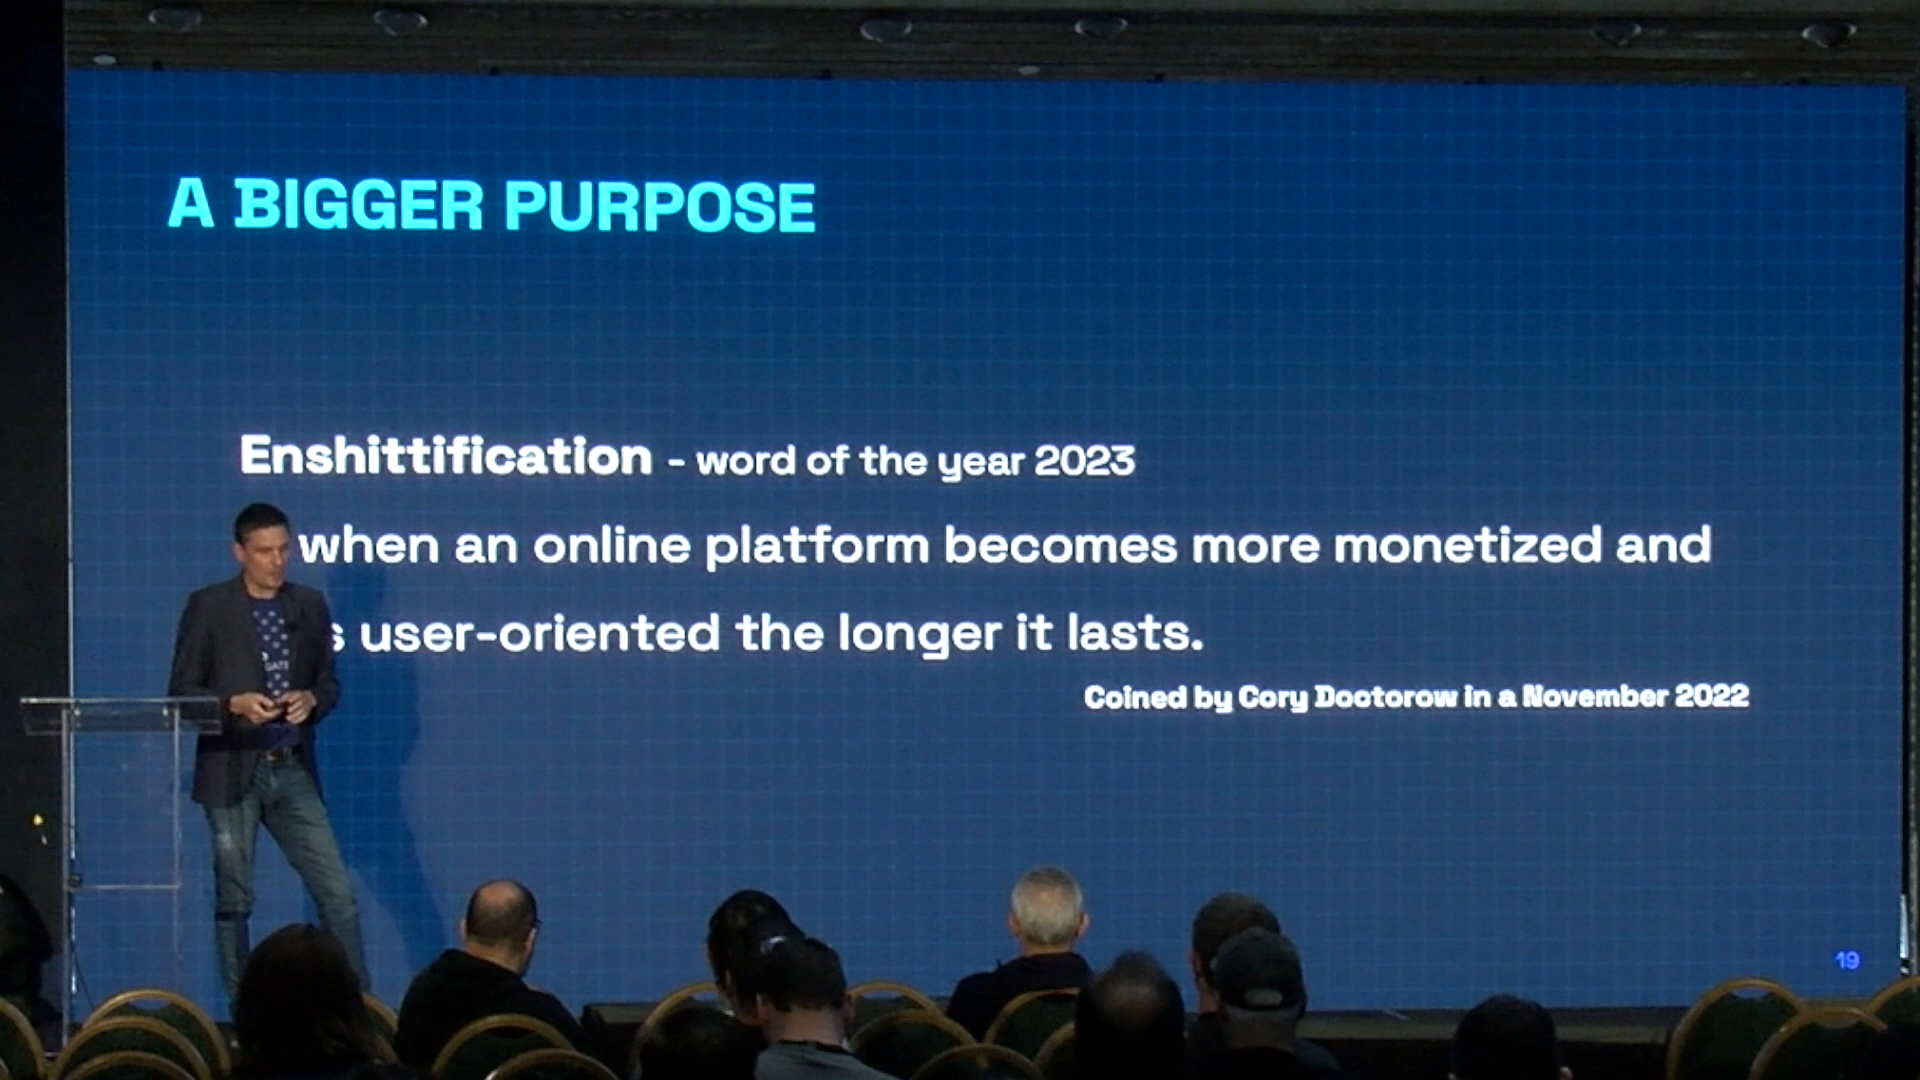 A BIGGER PURPOSE
Enshittification - word of the year 2023
when an online platform becomes more monetized and
user-oriented the longer it lasts.
Coined by Cory Doctorow in a November 2022
19